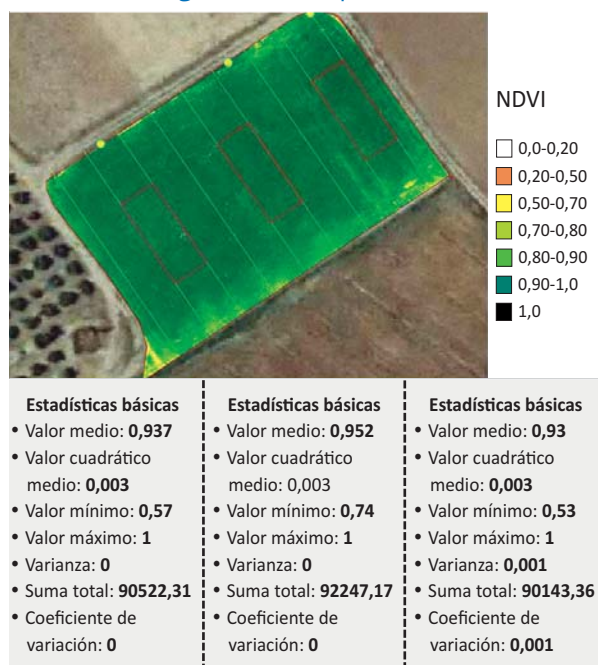 NDVI
0,0-0,20
0,20-0,50
0,50-0,70
0,70-0,80
0,80-0,90
0,90-1,0
1,0
Estadísticas básicas
• Valor medio: 0,937
• Valor cuadrático
medio: 0,003
• Valor mínimo: 0,57
• Valor máximo: 1
• Varianza: 0
• Suma total: 90522,31
• Coeficiente de
variación: 0
Estadísticas básicas
• Valor medio: 0,952
• Valor cuadrático
medio: 0,003
• Valor mínimo: 0,74
• Valor máximo: 1
• Varianza: 0
• Suma total: 92247,17
• Coeficiente de
variación: 0
Estadísticas básicas
• Valor medio: 0,93
• Valor cuadrático
medio: 0,003
• Valor mínimo: 0,53
• Valor máximo: 1
• Varianza: 0,001
• Suma total: 90143,36
• Coeficiente de
variación: 0,001